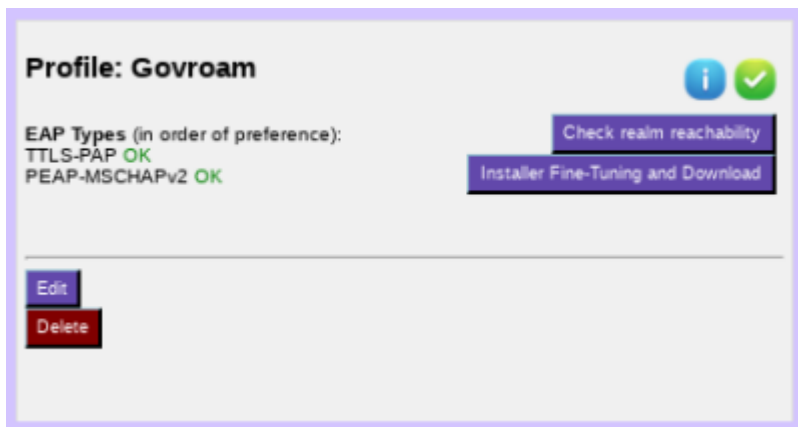 Profile: Govroam
EAP Types (in order of preference):
TTLS-PAP OK
PEAP-MSCHAPv2 OK
Check realm reachability
Installer Fine-Tuning and Download
Edit
Delete